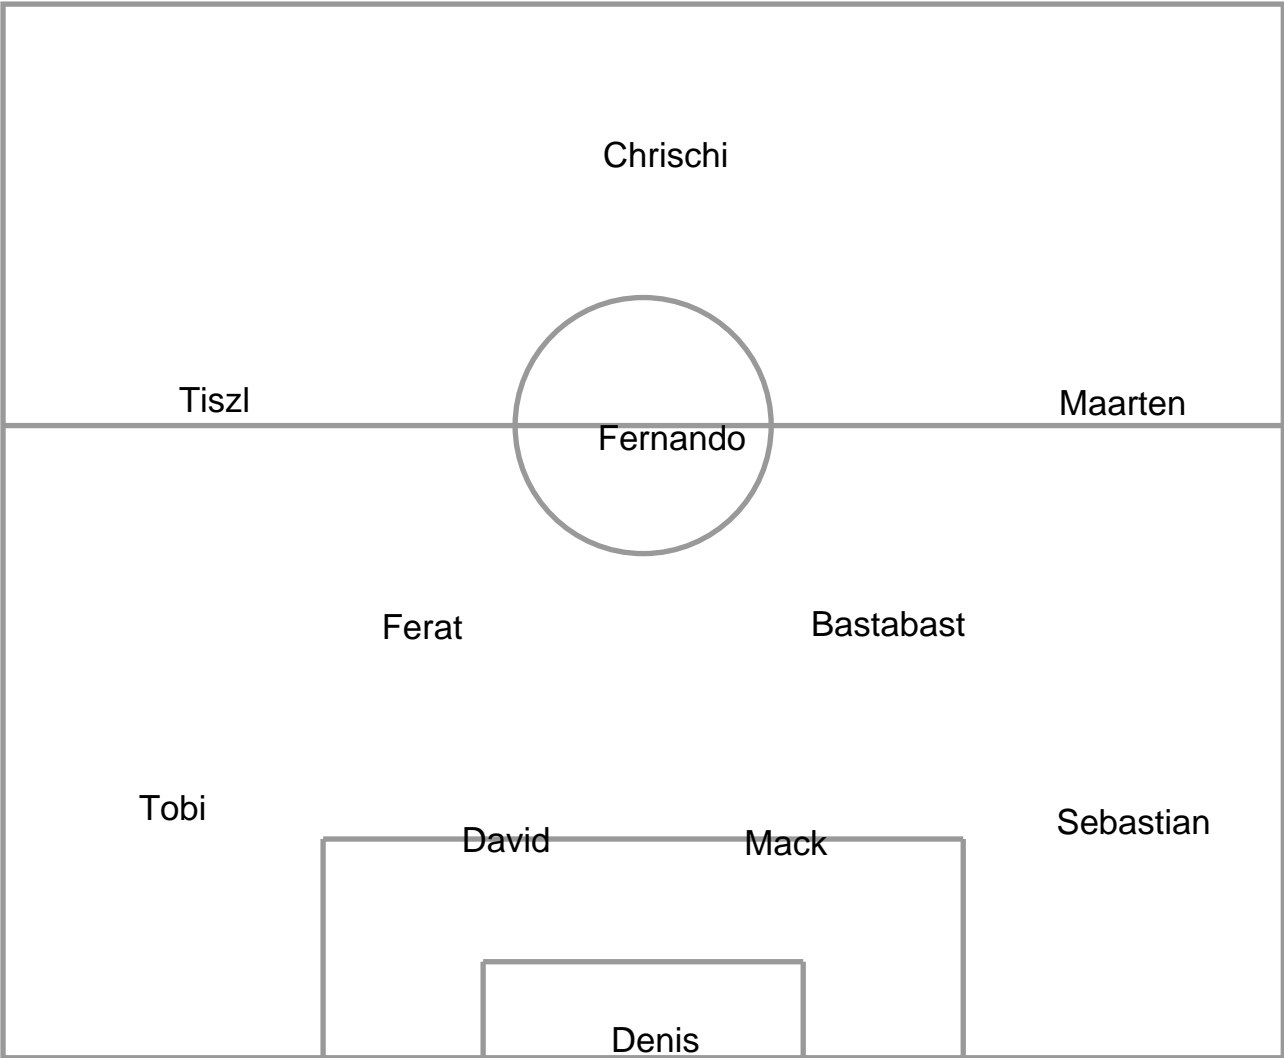 Chrischi
Tiszl
Maarten
Fernando
Ferat
Bastabast
Tobi
Sebastian
David
Mack
Denis